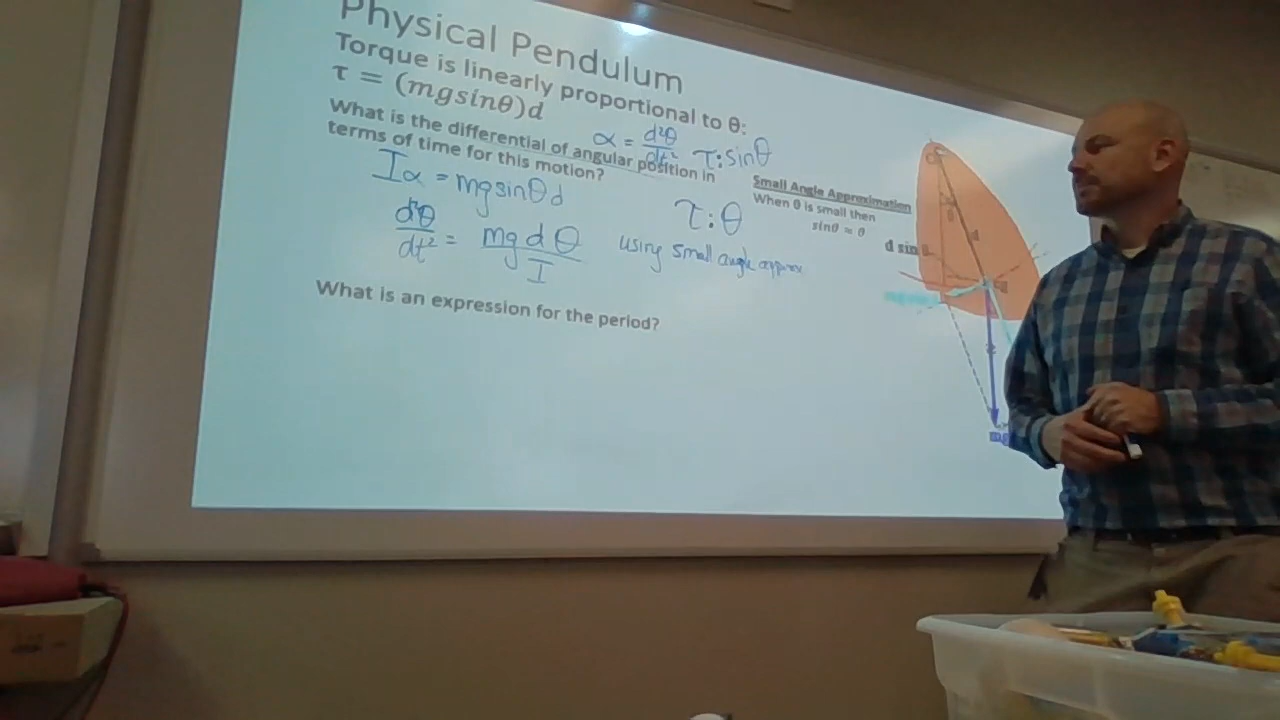 Physical Pendulum
Torque is linearly proportional to θ:
τ = (mgsinθ)d
What is the differential of angular position in
terms of time for this motion?
α = d²θ/dt² τ:sinθ
Iα = mgsinθd
d²θ/dt² = mgdθ/I
τ:θ
using small angle approx
Small Angle Approximation
When θ is small then
sinθ ≈ θ
d sin
θ
d
mg
What is an expression for the period?